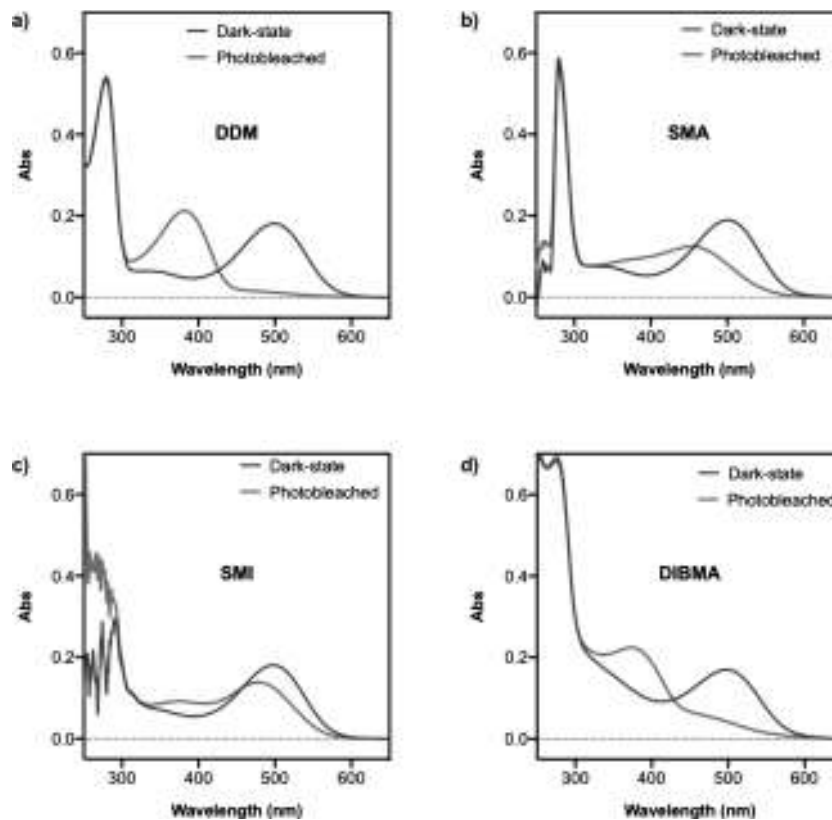 a)
Dark-state
Photobleached
DDM
Abs
0.6
0.4
0.2
0.0
300 400 500 600
Wavelength (nm)
b)
Dark-state
Photobleached
SMA
Abs
0.6
0.4
0.2
0.0
300 400 500 600
Wavelength (nm)
c)
Dark-state
Photobleached
SMI
Abs
0.6
0.4
0.2
0.0
300 400 500 600
Wavelength (nm)
d)
Dark-state
Photobleached
DIBMA
Abs
0.6
0.4
0.2
0.0
300 400 500 600
Wavelength (nm)